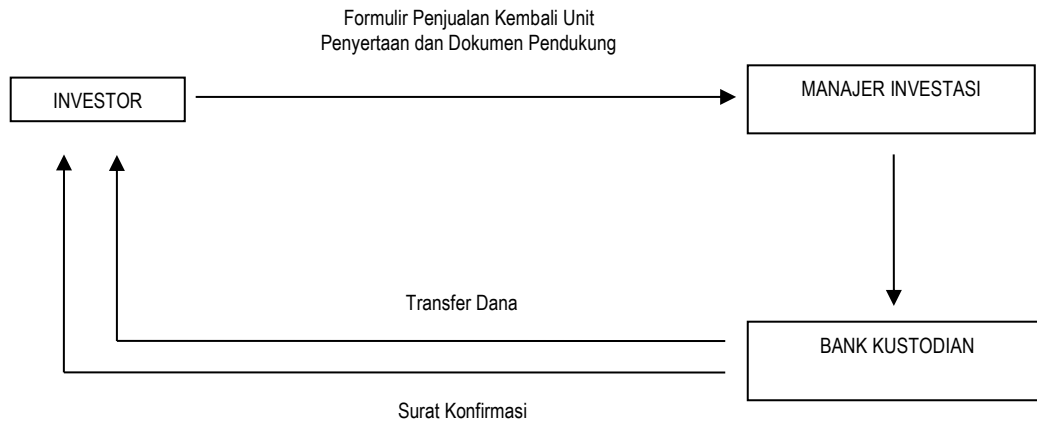 Formulir Penjualan Kembali Unit
Penyertaan dan Dokumen Pendukung
INVESTOR
MANAJER INVESTASI
Transfer Dana
BANK KUSTODIAN
Surat Konfirmasi